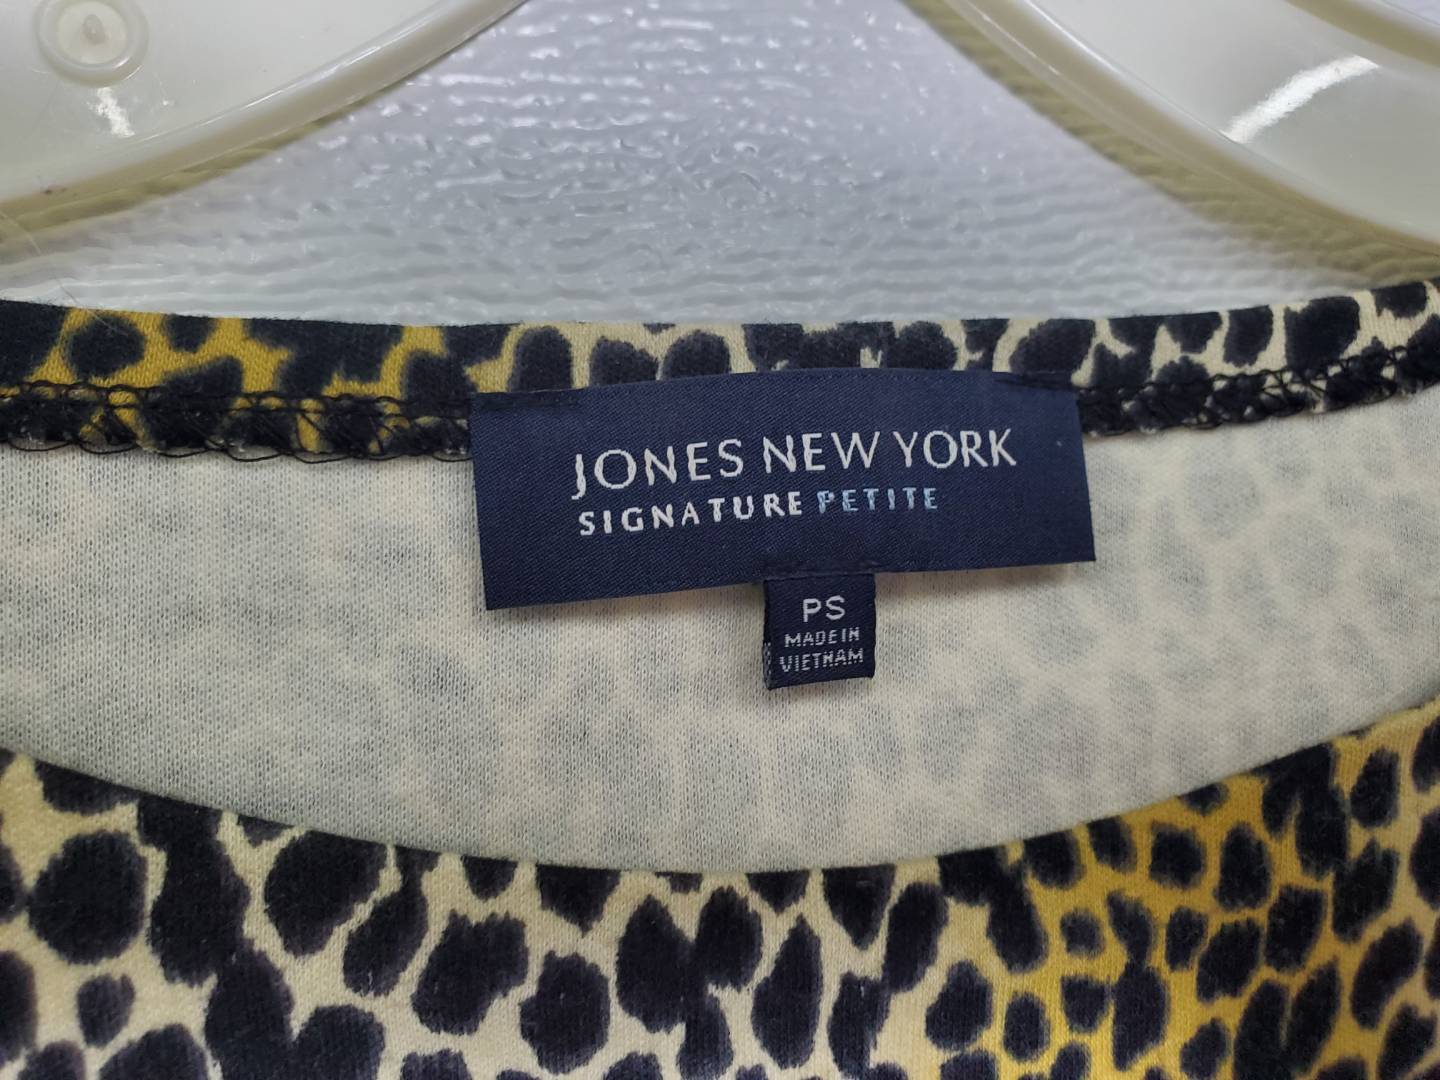 JONES NEW YORK
SIGNATURE PETITE
PS
MADE IN
VIETNAM